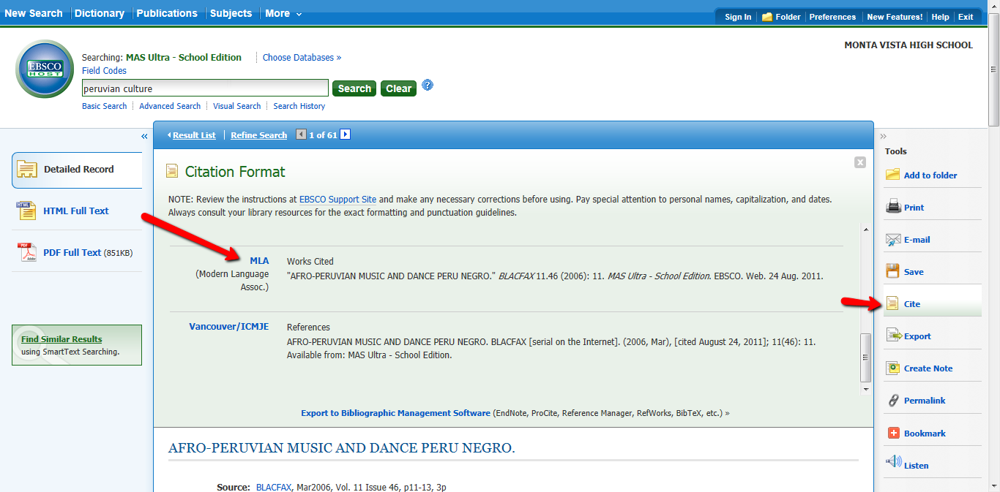 New Search Dictionary Publications Subjects More
Sign In Folder Preferences New Features! Help Exit
MONTA VISTA HIGH SCHOOL
EBSCO
HOST
Searching: MAS Ultra - School Edition Choose Databases »
Field Codes
peruvian culture
Search Clear ?
Basic Search Advanced Search Visual Search Search History
«
Detailed Record
HTML Full Text
PDF Full Text (851KB)
Find Similar Results
using SmartText Searching.
Result List Refine Search 1 of 61
Citation Format
NOTE: Review the instructions at EBSCO Support Site and make any necessary corrections before using. Pay special attention to personal names, capitalization, and dates.
Always consult your library resources for the exact formatting and punctuation guidelines.
MLA
(Modern Language
Assoc.)
Works Cited
"AFRO-PERUVIAN MUSIC AND DANCE PERU NEGRO." BLACFAX 11.46 (2006): 11. MAS Ultra - School Edition. EBSCO. Web. 24 Aug. 2011.
Vancouver/ICMJE
References
AFRO-PERUVIAN MUSIC AND DANCE PERU NEGRO. BLACFAX [serial on the Internet]. (2006, Mar), [cited August 24, 2011]; 11(46): 11.
Available from: MAS Ultra - School Edition.
Export to Bibliographic Management Software (EndNote, ProCite, Reference Manager, RefWorks, BibTeX, etc.) »
AFRO-PERUVIAN MUSIC AND DANCE PERU NEGRO.
Source: BLACFAX, Mar2006, Vol. 11 Issue 46, p11-13, 3p
»
Tools
Add to folder
Print
E-mail
Save
Cite
Export
Create Note
Permalink
Bookmark
Listen